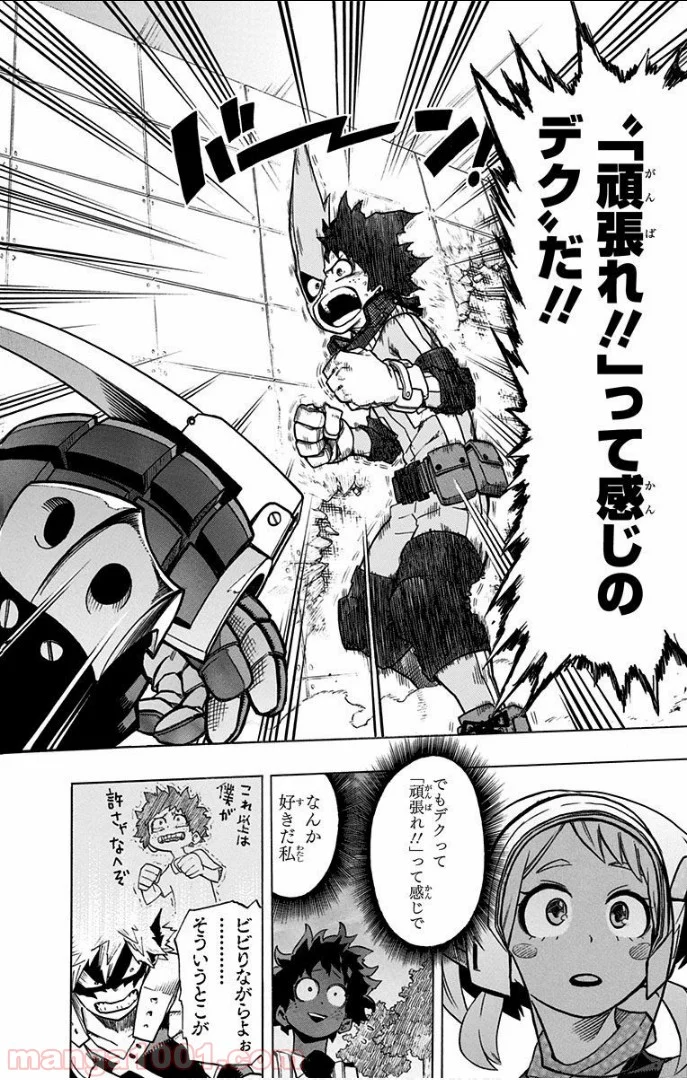 〝「頑張れ!!」って感じの
デク〟だ!!
バーン!
でもデクって
「頑張れ!!」って感じで
なんか
好きだ私
これ以上は
僕が
許さなへぞ
ビビりながらよぉ
…………
そういうとこが
manga1001.com